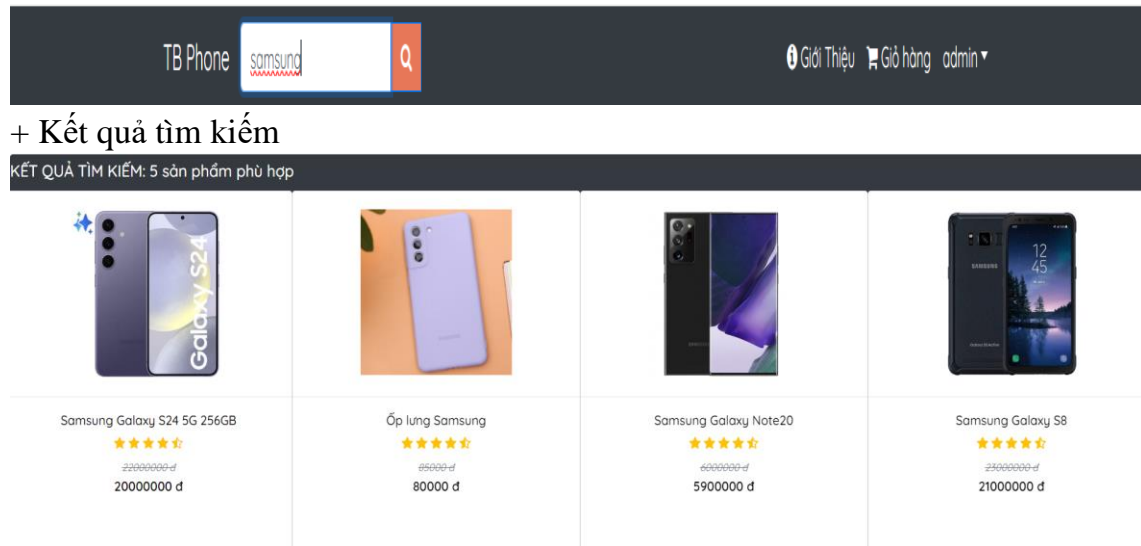 TB Phone samsung Giới Thiệu Giỏ hàng admin
+ Kết quả tìm kiếm
KẾT QUẢ TÌM KIẾM: 5 sản phẩm phù hợp
Galaxy S24
SAMSUNG
12
45
Samsung Galaxy S24 5G 256GB
Ốp lưng Samsung
Samsung Galaxy Note20
Samsung Galaxy S8
22000000 đ
85000 đ
6000000 đ
23000000 đ
20000000 đ
80000 đ
5900000 đ
21000000 đ